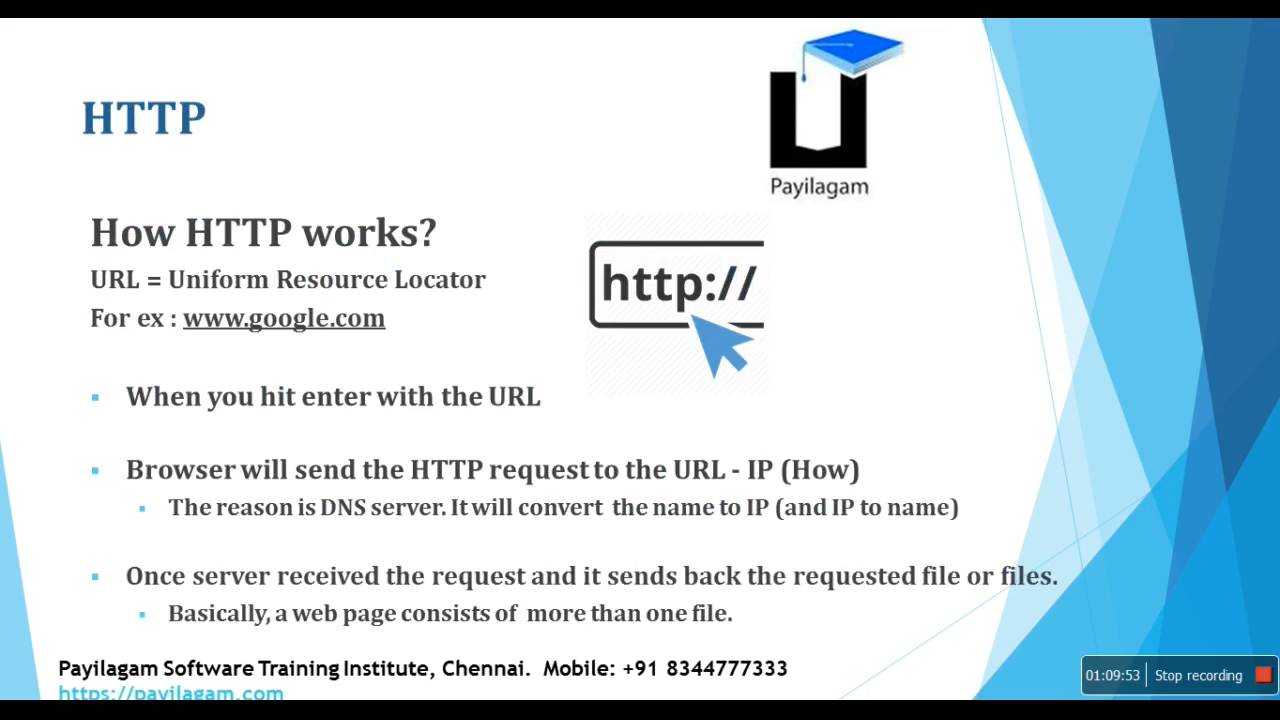 HTTP
Payilagam
How HTTP works?
URL = Uniform Resource Locator
For ex : www.google.com
http://
When you hit enter with the URL
Browser will send the HTTP request to the URL - IP (How)
The reason is DNS server. It will convert the name to IP (and IP to name)
Once server received the request and it sends back the requested file or files.
Basically, a web page consists of more than one file.
Payilagam Software Training Institute, Chennai. Mobile: +91 8344777333
https://payilagam.com
01:09:53 Stop recording